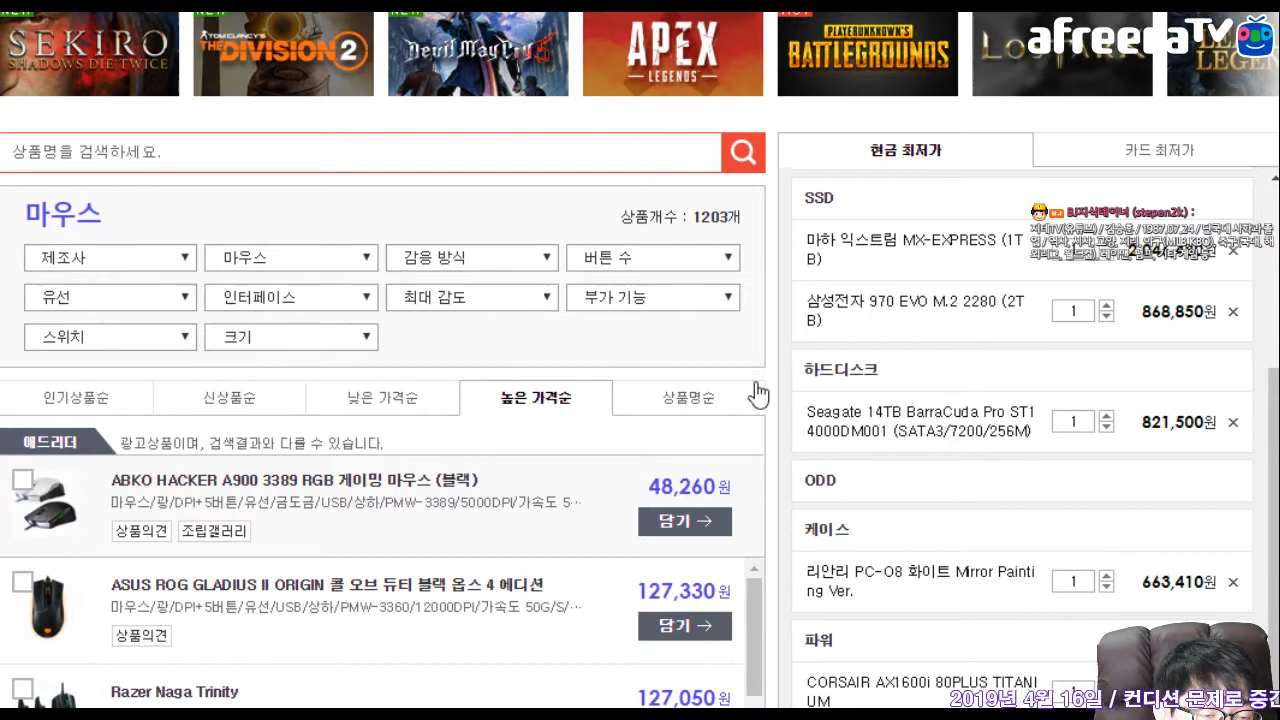 NEW
NEW
NEW
HOT
SEKIRO
SHADOWS DIE TWICE
TOM CLANCY'S
THE DIVISION 2
Devil May Cry 5
APEX
LEGENDS
PLAYERUNKNOWN'S
BATTLEGROUNDS
afreecaTV
LEGEN
상품명을 검색하세요.
현금 최저가
카드 최저가
마우스
상품개수 : 1203개
제조사
마우스
감응 방식
버튼 수
유선
인터페이스
최대 감도
부가 기능
스위치
크기
인기상품순
신상품순
낮은 가격순
높은 가격순
상품명순
애드리더
광고상품이며, 검색결과와 다를 수 있습니다.
ABKO HACKER A900 3389 RGB 게이밍 마우스 (블랙)
마우스/광/DPI+5버튼/유선/금도금/USB/상하/PMW-3389/5000DPI/가속도 5···
48,260원
담기 →
상품의견
조립갤러리
ASUS ROG GLADIUS II ORIGIN 콜 오브 듀티 블랙 옵스 4 에디션
마우스/광/DPI+5버튼/유선/USB/상하/PMW-3360/12000DPI/가속도 50G/S/···
127,330원
담기 →
상품의견
Razer Naga Trinity
127,050원
SSD
BJ BJ지식테이너 (stepen2k) :
마하 익스트림 MX-EXPRESS (1T
B)
삼성전자 970 EVO M.2 2280 (2T
B)
1
868,850원
하드디스크
Seagate 14TB BarraCuda Pro ST1
4000DM001 (SATA3/7200/256M)
1
821,500원
ODD
케이스
리안리 PC-O8 화이트 Mirror Painti
ng Ver.
1
663,410원
파워
CORSAIR AX1600i 80PLUS TITANI
UM
2019년 4월 16일 / 컨디션 문제로 중간